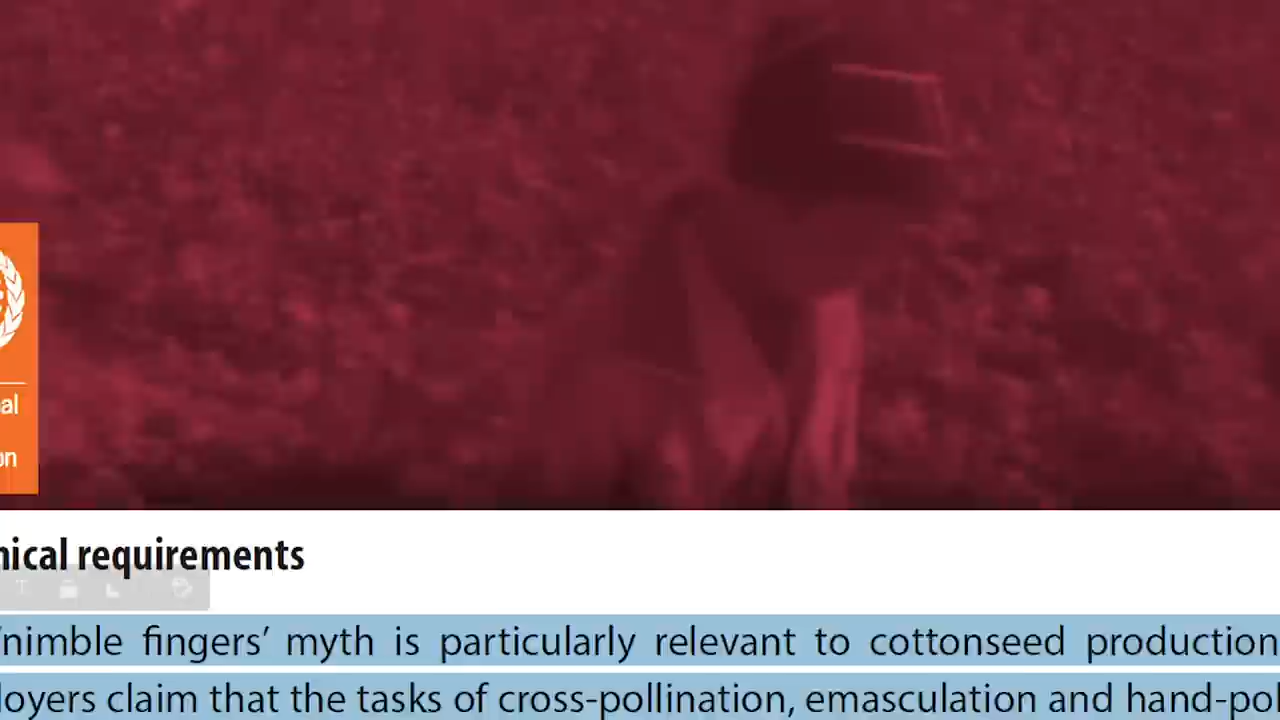 al
on
nical requirements
‘nimble fingers’ myth is particularly relevant to cottonseed production
loyers claim that the tasks of cross-pollination, emasculation and hand-pol